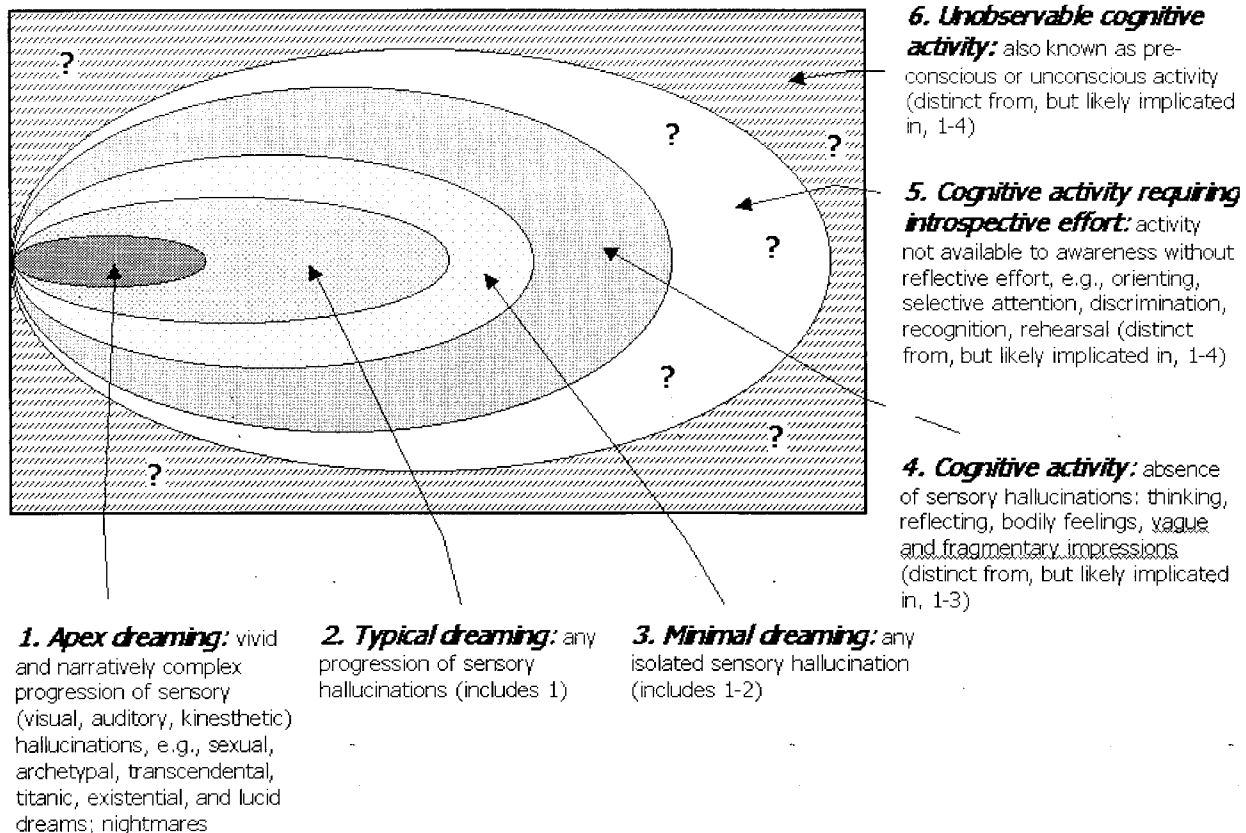 ?
6. Unobservable cognitive
activity: also known as pre-
conscious or unconscious activity
(distinct from, but likely implicated
in, 1-4)
?
?
5. Cognitive activity requiring
introspective effort: activity
not available to awareness without
reflective effort, e.g., orienting,
selective attention, discrimination,
recognition, rehearsal (distinct
from, but likely implicated in, 1-4)
?
?
?
?
4. Cognitive activity: absence
of sensory hallucinations: thinking,
reflecting, bodily feelings, vague
and fragmentary impressions
(distinct from, but likely implicated
in, 1-3)
1. Apex dreaming: vivid
and narratively complex
progression of sensory
(visual, auditory, kinesthetic)
hallucinations, e.g., sexual,
archetypal, transcendental,
titanic, existential, and lucid
dreams; nightmares
2. Typical dreaming: any
progression of sensory
hallucinations (includes 1)
3. Minimal dreaming: any
isolated sensory hallucination
(includes 1-2)